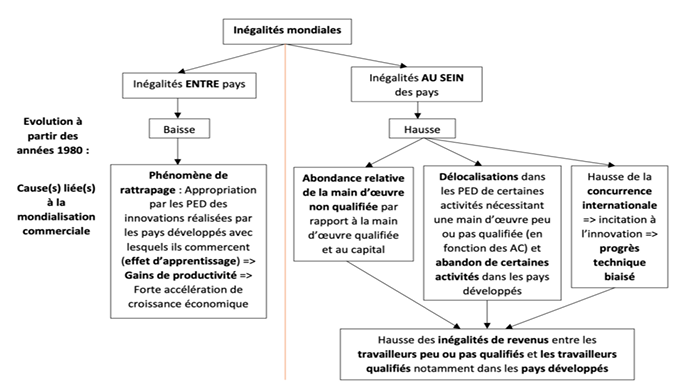 Inégalités mondiales
Inégalités ENTRE pays
Inégalités AU SEIN
des pays
Evolution à
partir des
années 1980 :
Baisse
Hausse
Cause(s) liée(s)
à la
mondialisation
commerciale
Phénomène de
rattrapage : Appropriation
par les PED des
innovations réalisées par
les pays développés avec
lesquels ils commercent
(effet d'apprentissage) =>
Gains de productivité =>
Forte accélération de
croissance économique
Abondance relative
de la main d'œuvre
non qualifiée par
rapport à la main
d'œuvre qualifiée
et au capital
Délocalisations dans
les PED de certaines
activités nécessitant
une main d'œuvre peu
ou pas qualifiée (en
fonction des AC) et
abandon de certaines
activités dans les pays
développés
Hausse de la
concurrence
internationale
=> incitation à
l'innovation =>
progrès
technique
biaisé
Hausse des inégalités de revenus entre les
travailleurs peu ou pas qualifiés et les travailleurs
qualifiés notamment dans les pays développés